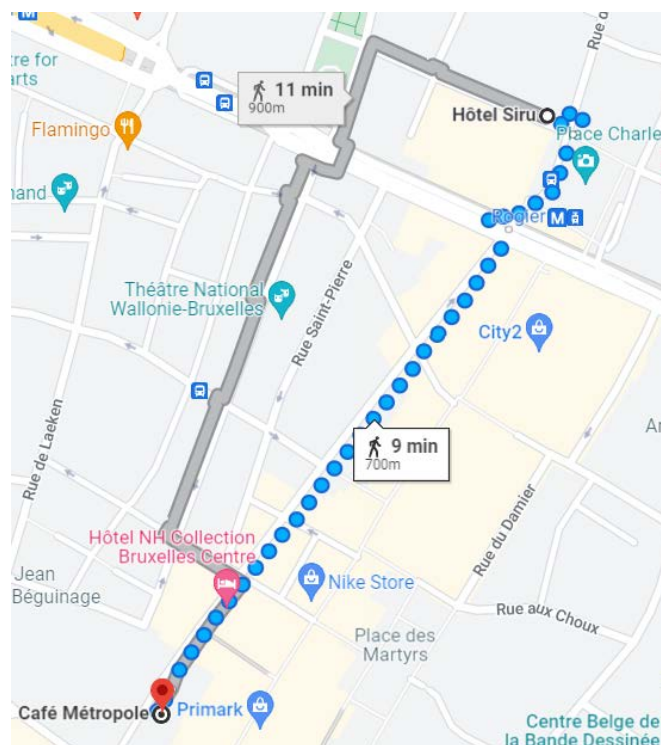 Rue d
tre for
arts
11 min
900m
Hôtel Siru
Flamingo
Place Charle
mand
Rogier
M
Théâtre National
Wallonie-Bruxelles
Rue Saint-Pierre
City2
Rue de Laeken
9 min
700m
Ar
Rue du Damier
Hôtel NH Collection
Bruxelles Centre
Nike Store
Jean
Béguinage
Rue aux Choux
Place des
Martyrs
Café Métropole
Primark
Centre Belge de
la Bande Dessinée